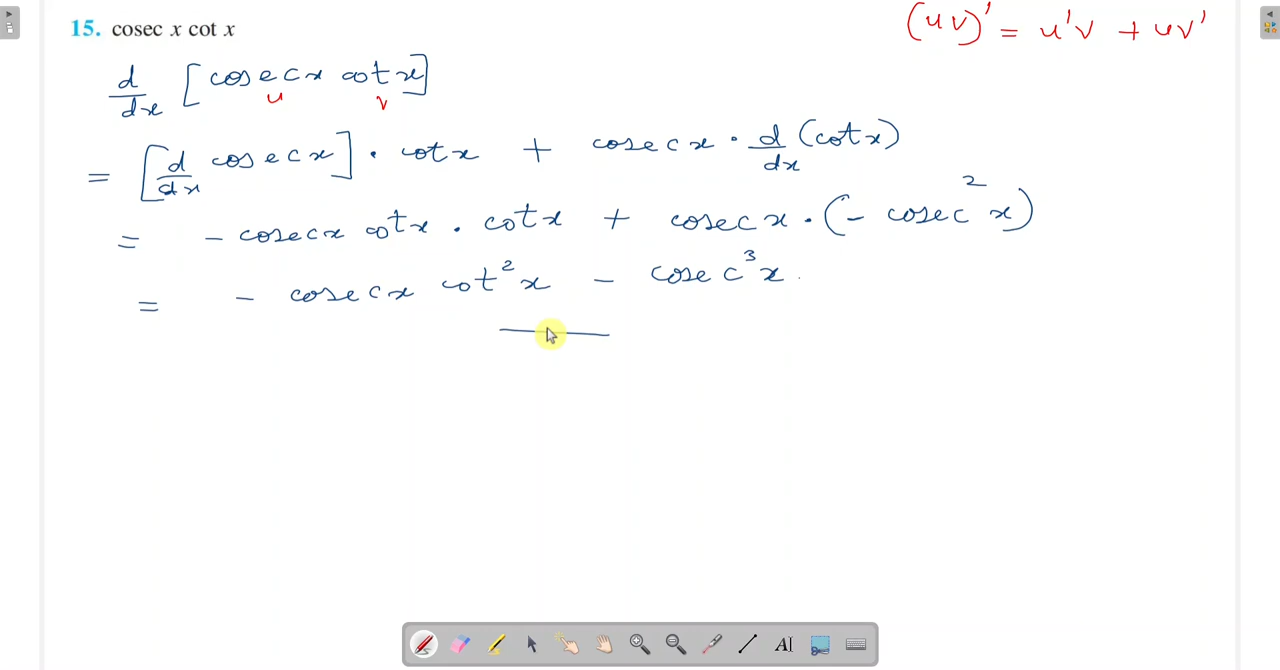 15. cosec x cot x
(uv)' = u'v + uv'
d/dx [cosec x cot x]
u v
= [d/dx cosec x] · cot x + cosec x · d/dx (cot x)
= - cosec x cot x · cot x + cosec x · (- cosec² x)
= - cosec x cot² x - cosec³ x.
AI